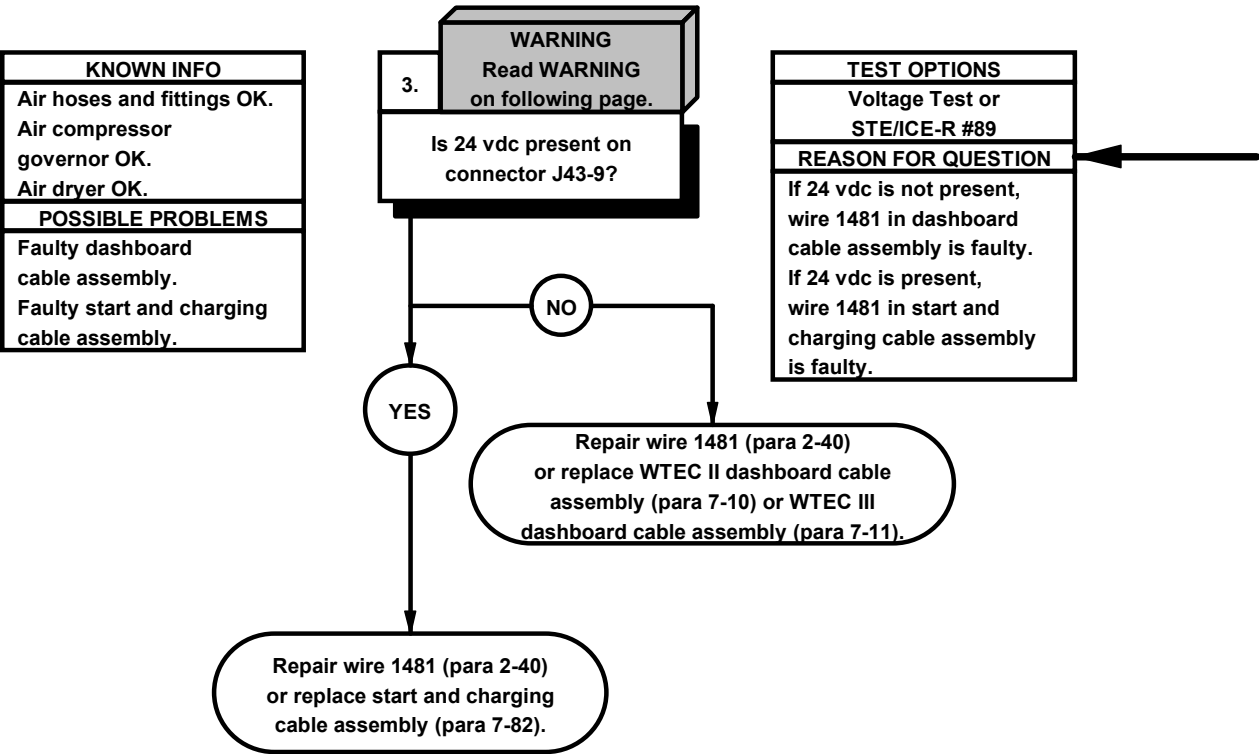 KNOWN INFO
Air hoses and fittings OK.
Air compressor
governor OK.
Air dryer OK.
POSSIBLE PROBLEMS
Faulty dashboard
cable assembly.
Faulty start and charging
cable assembly.
WARNING
Read WARNING
on following page.
3.
Is 24 vdc present on
connector J43-9?
TEST OPTIONS
Voltage Test or
STE/ICE-R #89
REASON FOR QUESTION
If 24 vdc is not present,
wire 1481 in dashboard
cable assembly is faulty.
If 24 vdc is present,
wire 1481 in start and
charging cable assembly
is faulty.
NO
YES
Repair wire 1481 (para 2-40)
or replace WTEC II dashboard cable
assembly (para 7-10) or WTEC III
dashboard cable assembly (para 7-11).
Repair wire 1481 (para 2-40)
or replace start and charging
cable assembly (para 7-82).